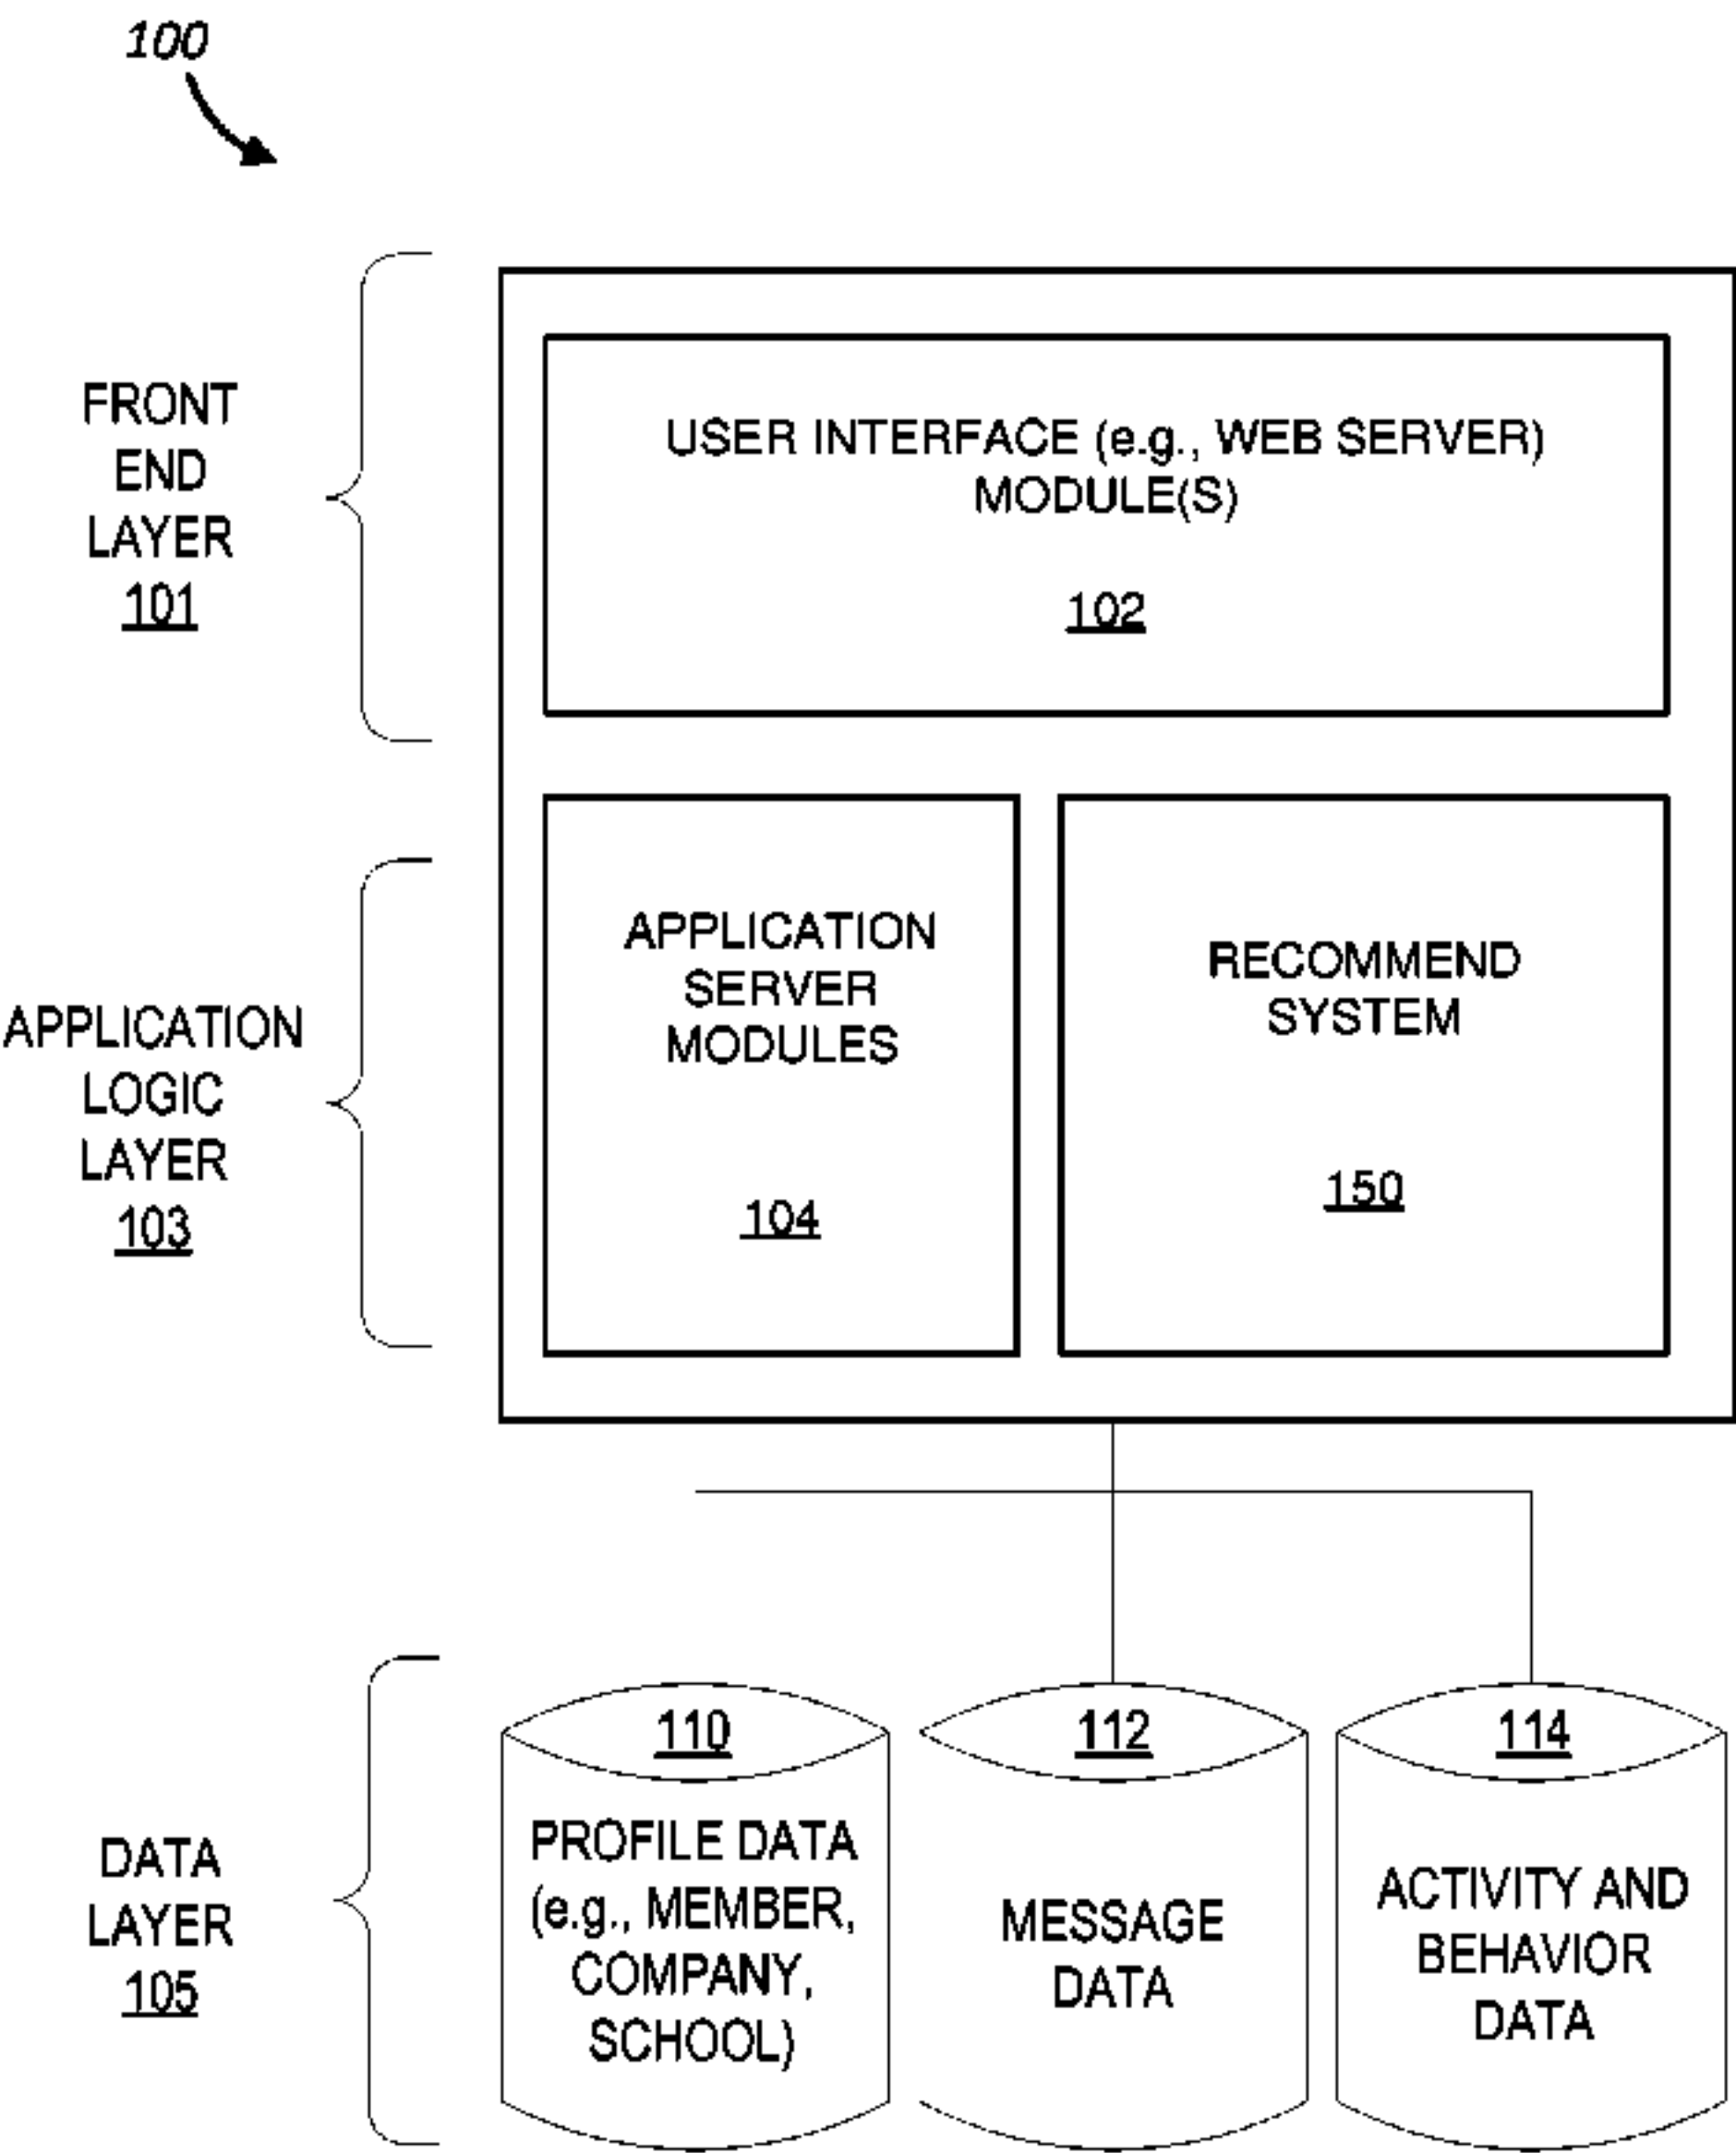 100
FRONT
END
LAYER
101
USER INTERFACE (e.g., WEB SERVER)
MODULE(S)
102
APPLICATION
LOGIC
LAYER
103
APPLICATION
SERVER
MODULES
104
RECOMMEND
SYSTEM
150
DATA
LAYER
105
110
PROFILE DATA
(e.g., MEMBER,
COMPANY,
SCHOOL)
112
MESSAGE
DATA
114
ACTIVITY AND
BEHAVIOR
DATA